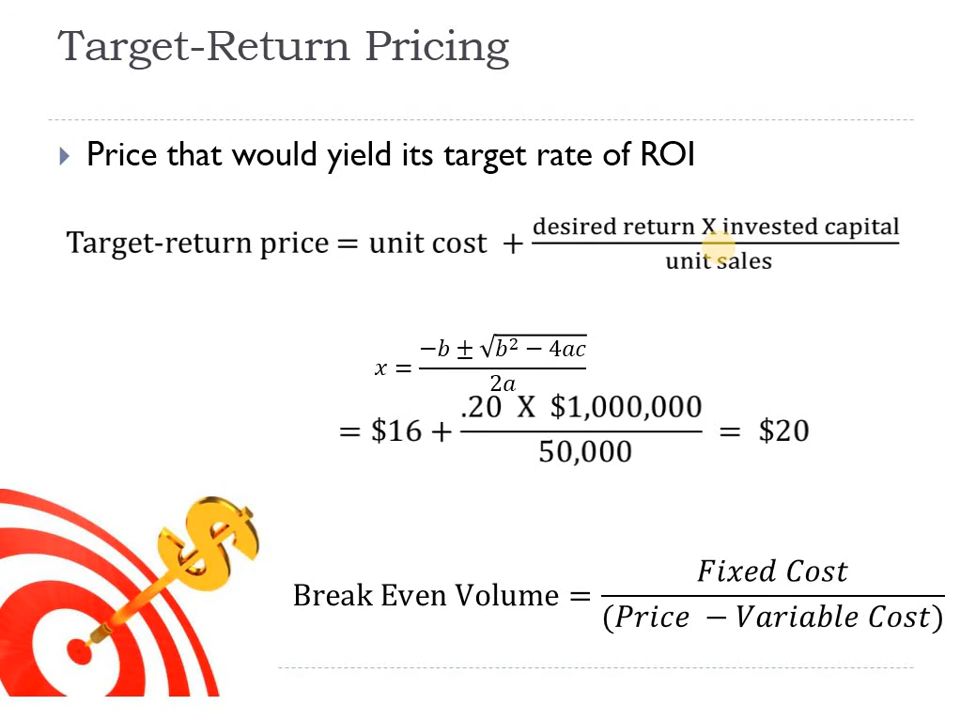 Target-Return Pricing
Price that would yield its target rate of ROI
Target-return price = unit cost + desired return X invested capital / unit sales
x = −b ± √b² − 4ac / 2a
= $16 + .20 X $1,000,000 / 50,000 = $20
Break Even Volume = Fixed Cost / (Price − Variable Cost)